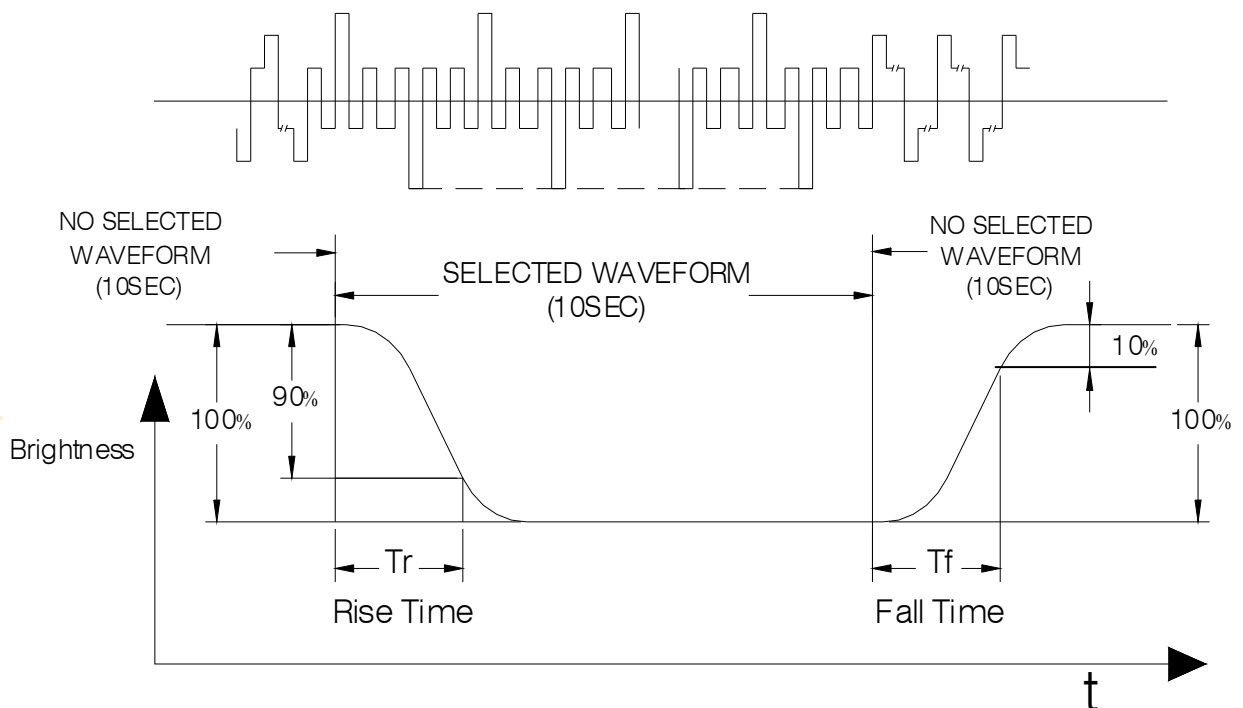 NO SELECTED
WAVEFORM
(10SEC)
SELECTED WAVEFORM
(10SEC)
NO SELECTED
WAVEFORM
(10SEC)
100%
90%
10%
100%
Brightness
Tr
Tf
Rise Time
Fall Time
t